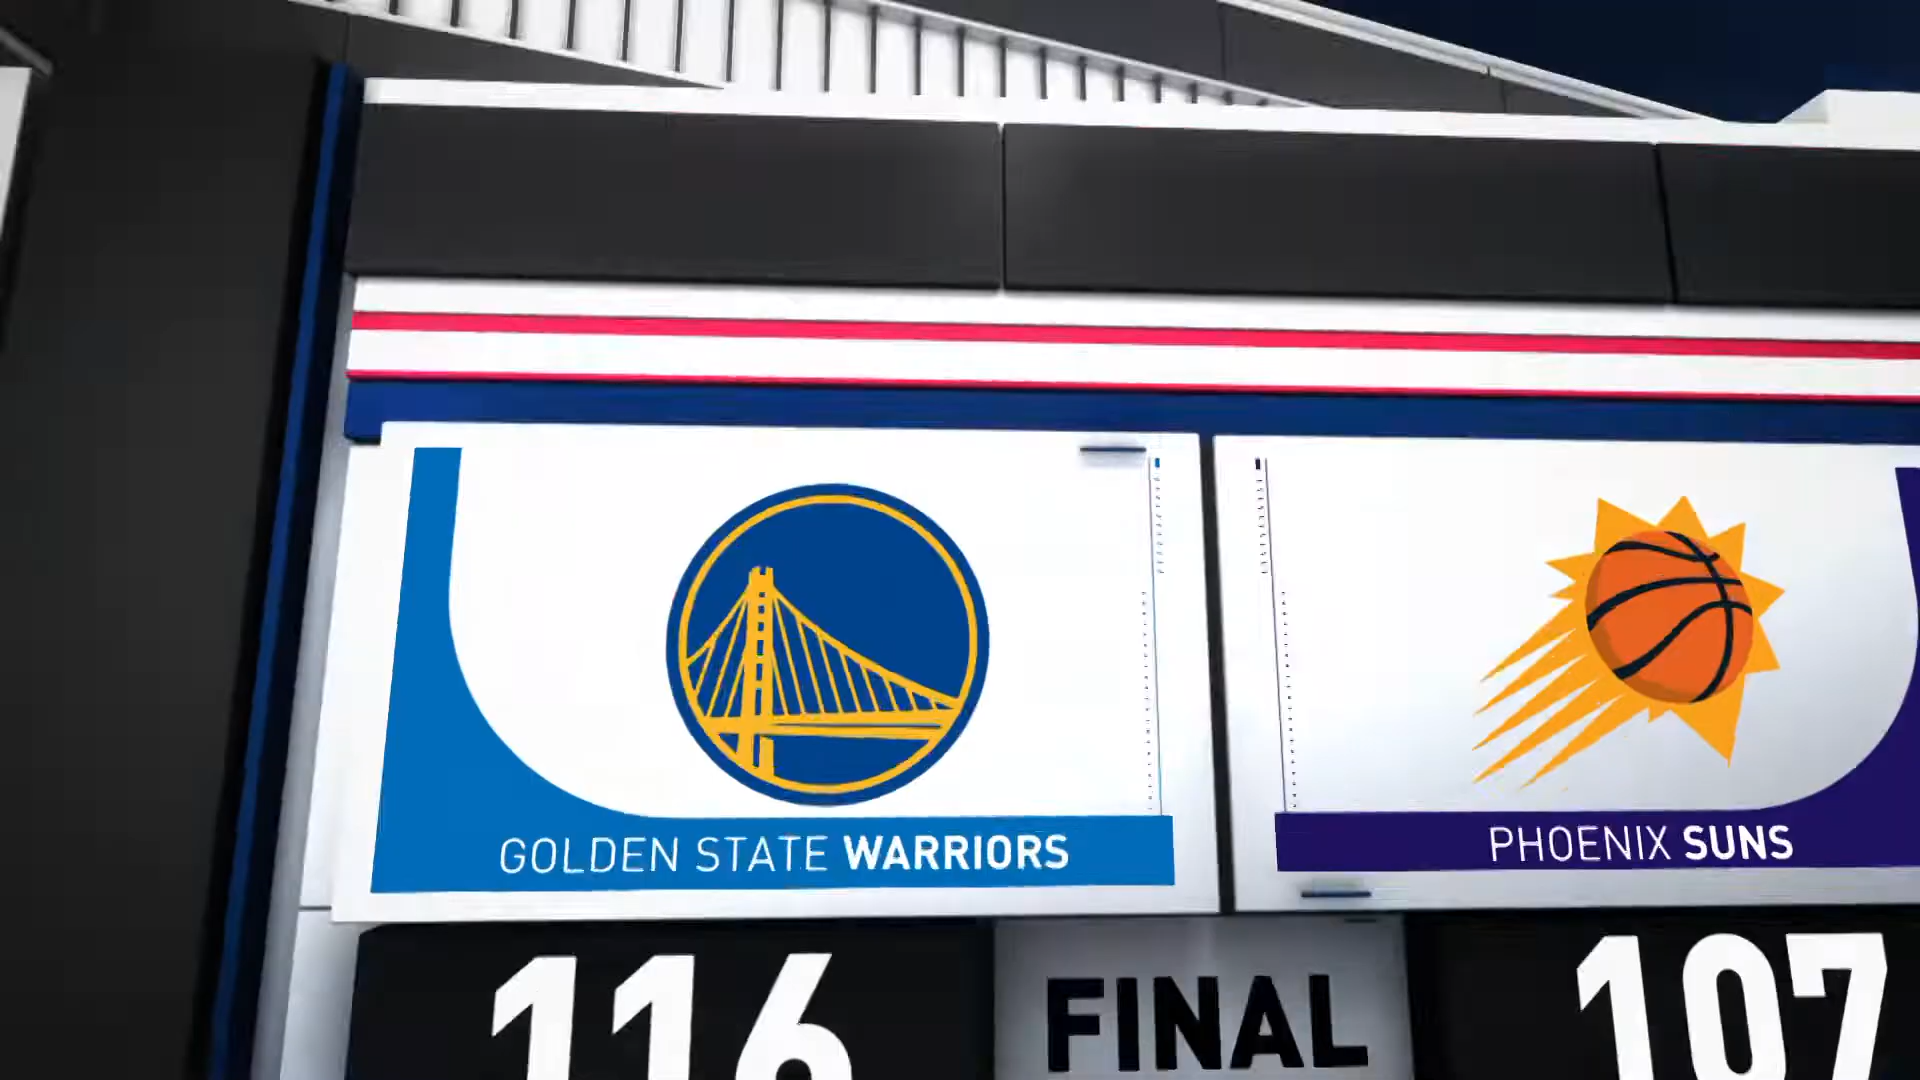 GOLDEN STATE WARRIORS
PHOENIX SUNS
116
FINAL
107